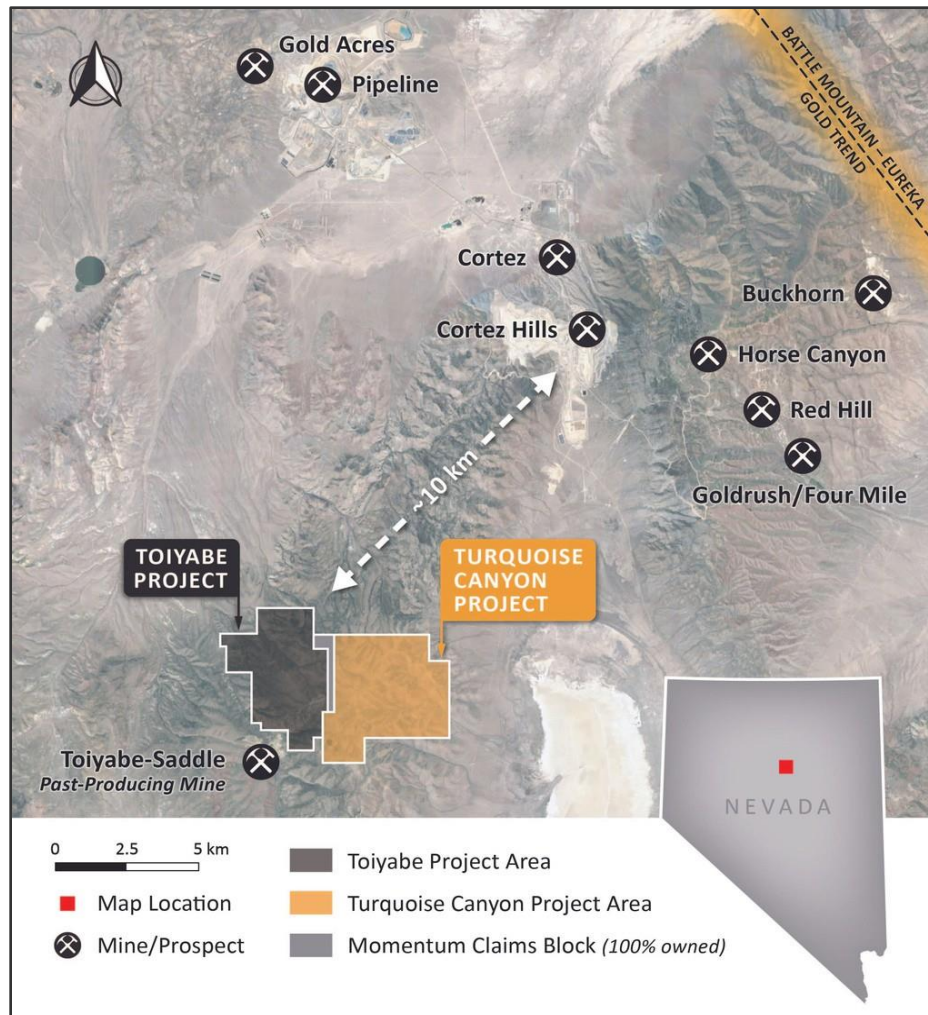 Gold Acres
Pipeline
BATTLE MOUNTAIN – EUREKA
GOLD TREND
Cortez
Buckhorn
Cortez Hills
Horse Canyon
Red Hill
Goldrush/Four Mile
~10 km
TOIYABE
PROJECT
TURQUOISE
CANYON
PROJECT
Toiyabe-Saddle
Past-Producing Mine
NEVADA
0 2.5 5 km
Map Location
Mine/Prospect
Toiyabe Project Area
Turquoise Canyon Project Area
Momentum Claims Block (100% owned)